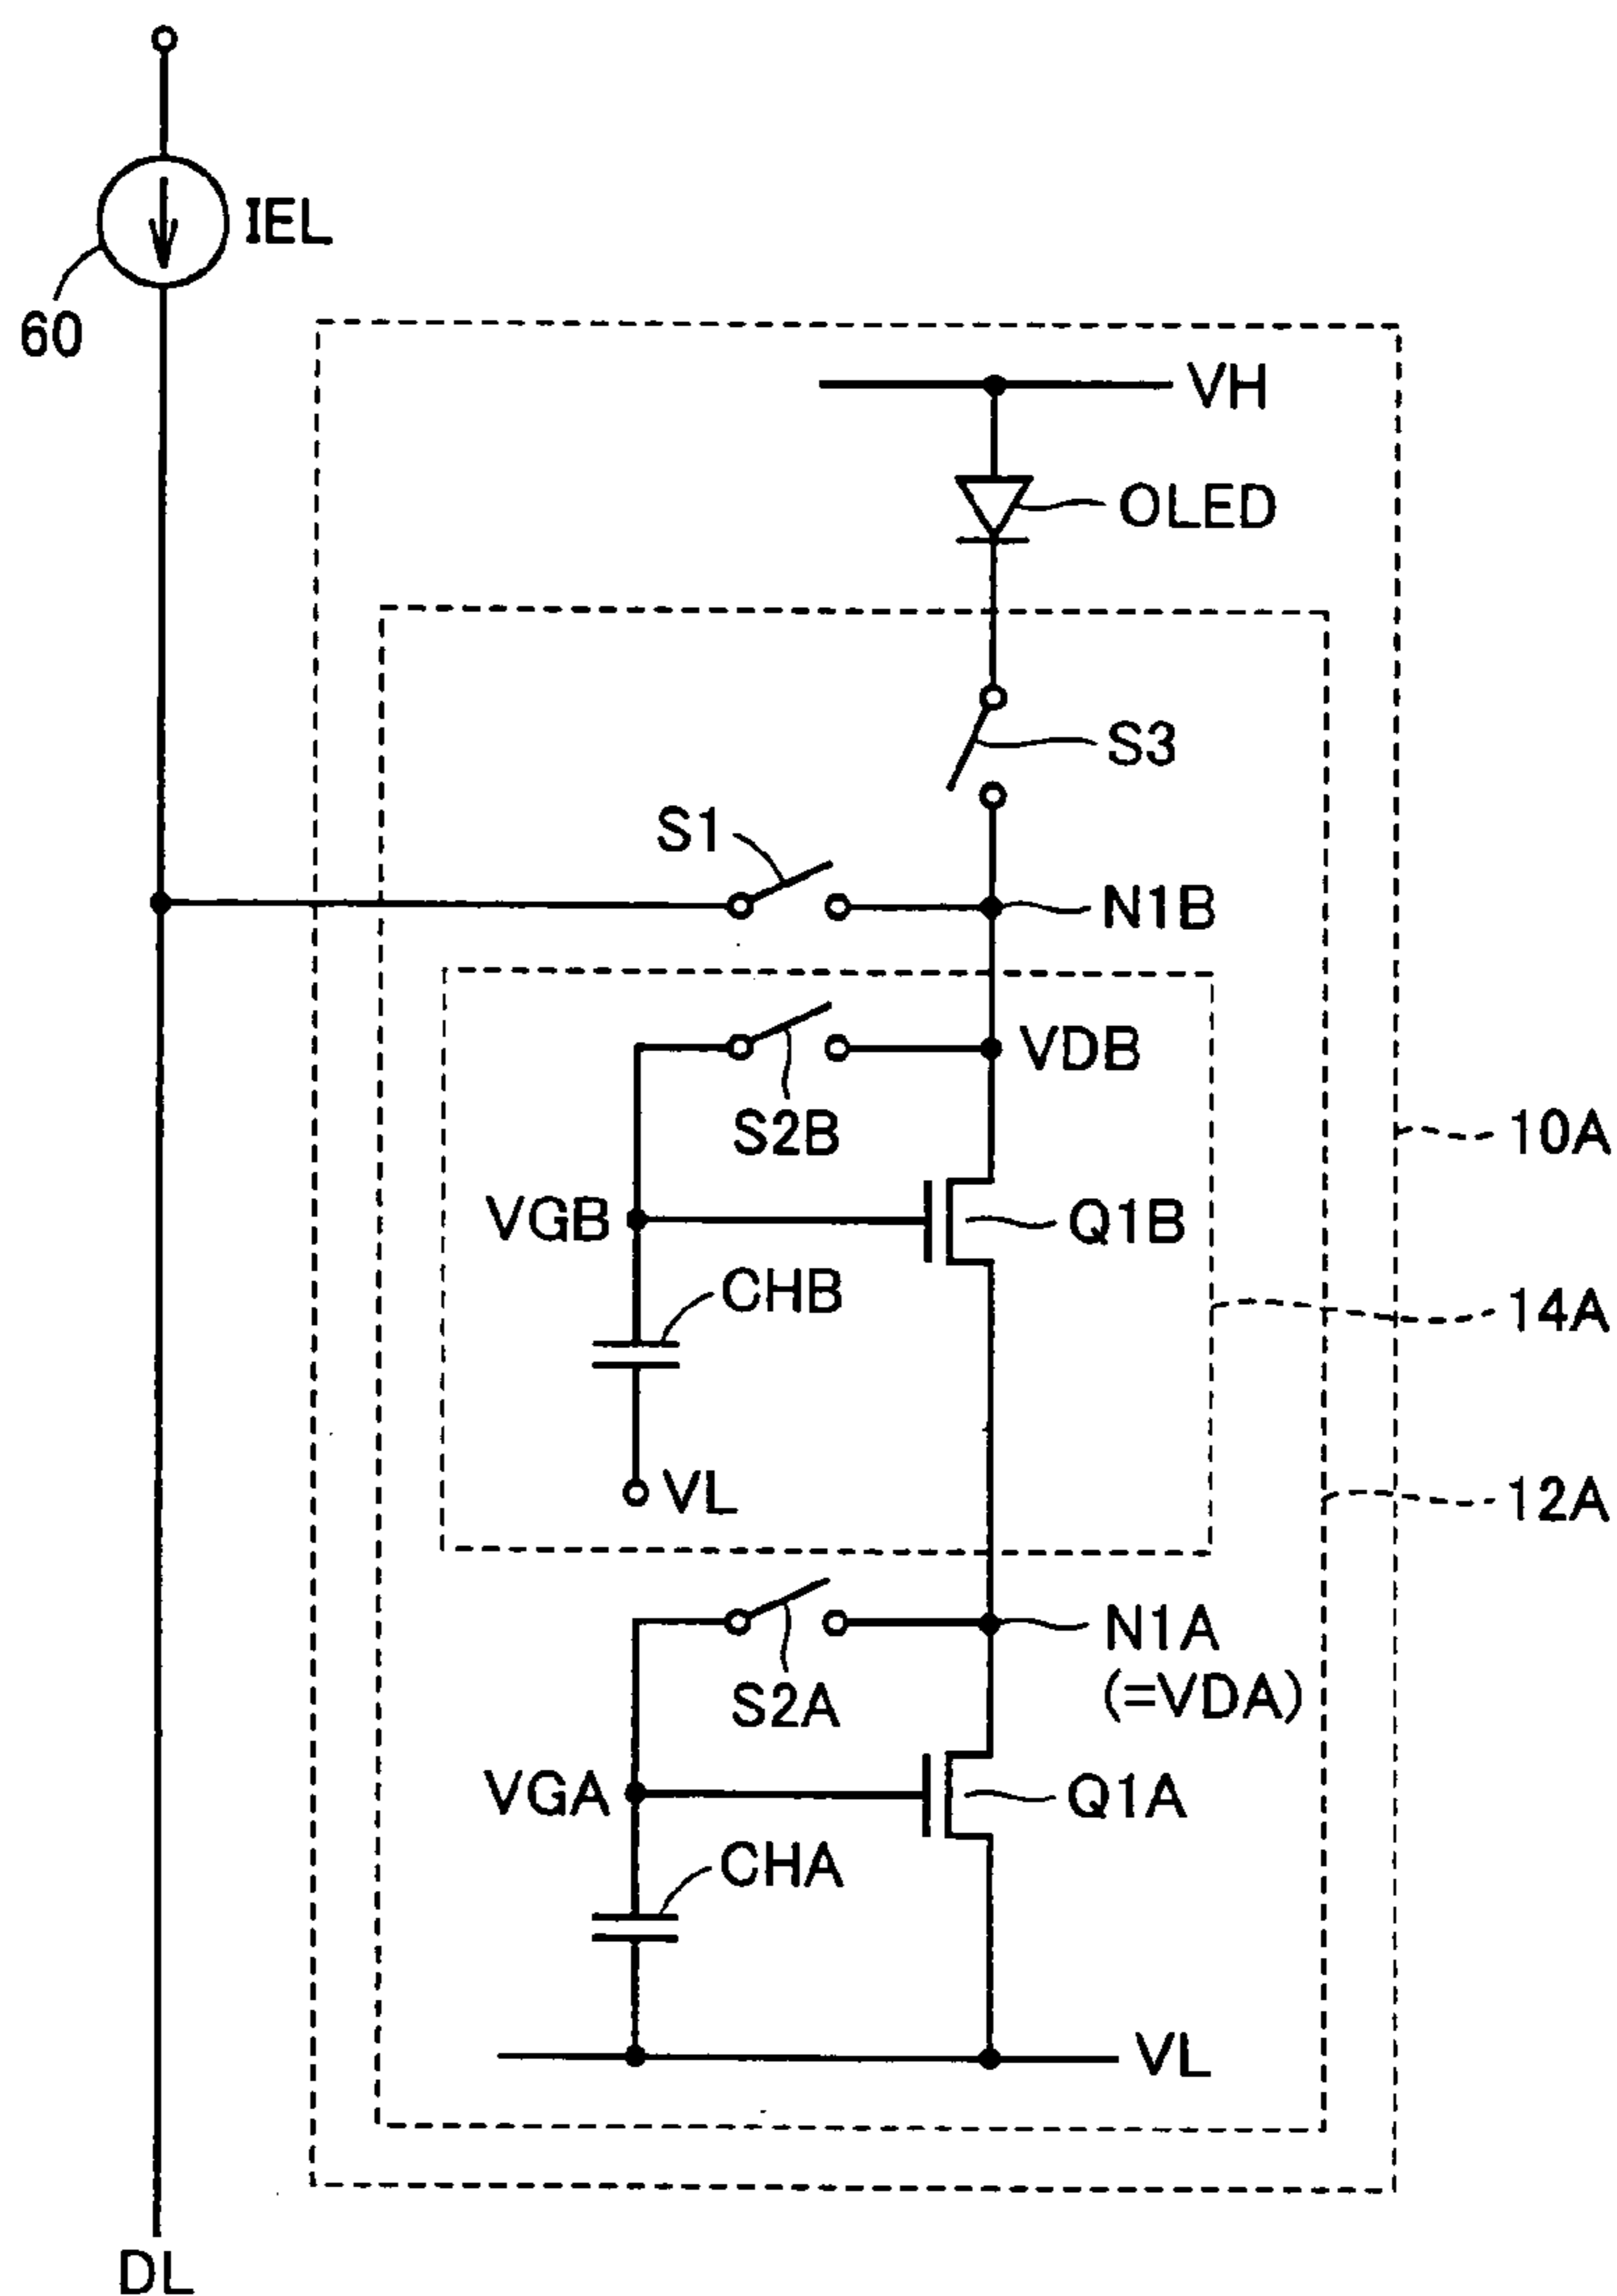 IEL
60
VH
OLED
S3
S1
N1B
VDB
S2B
10A
VGB
Q1B
CHB
14A
VL
12A
N1A
(=VDA)
S2A
VGA
Q1A
CHA
VL
DL